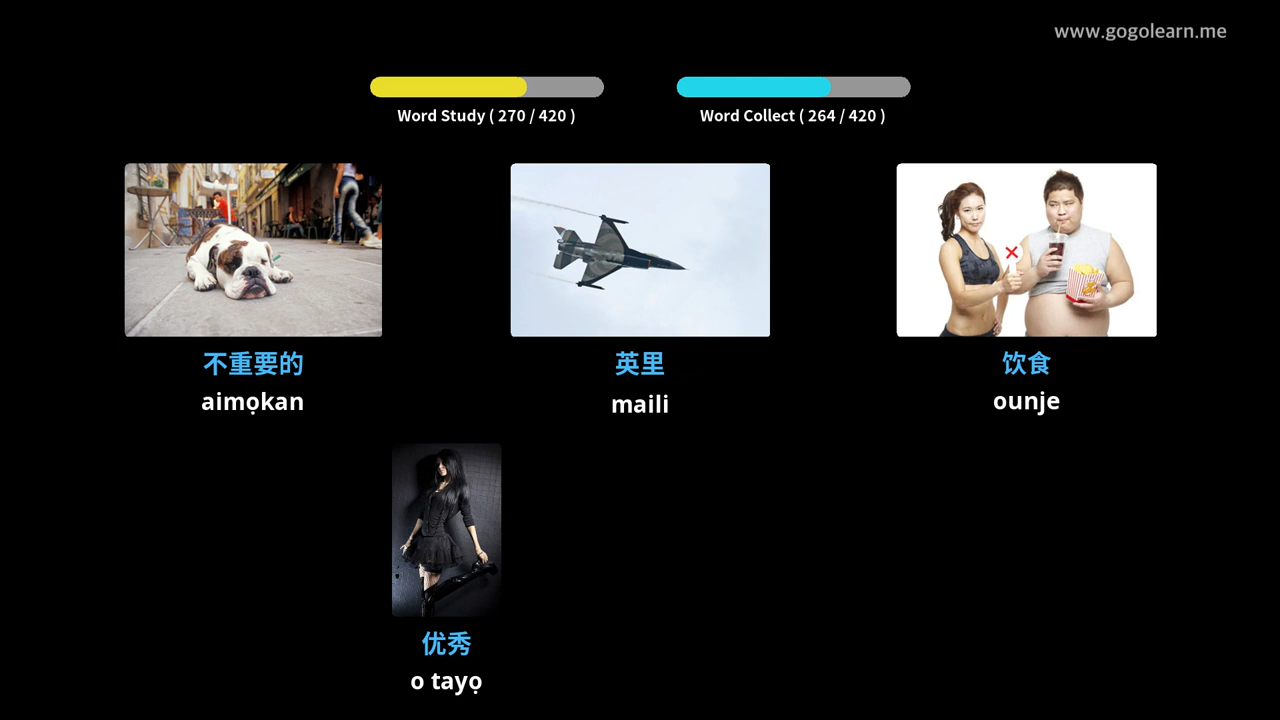 www.gogolearn.me
Word Study ( 270 / 420 )
Word Collect ( 264 / 420 )
不重要的
aimọkan
英里
maili
饮食
ounje
优秀
o tayọ